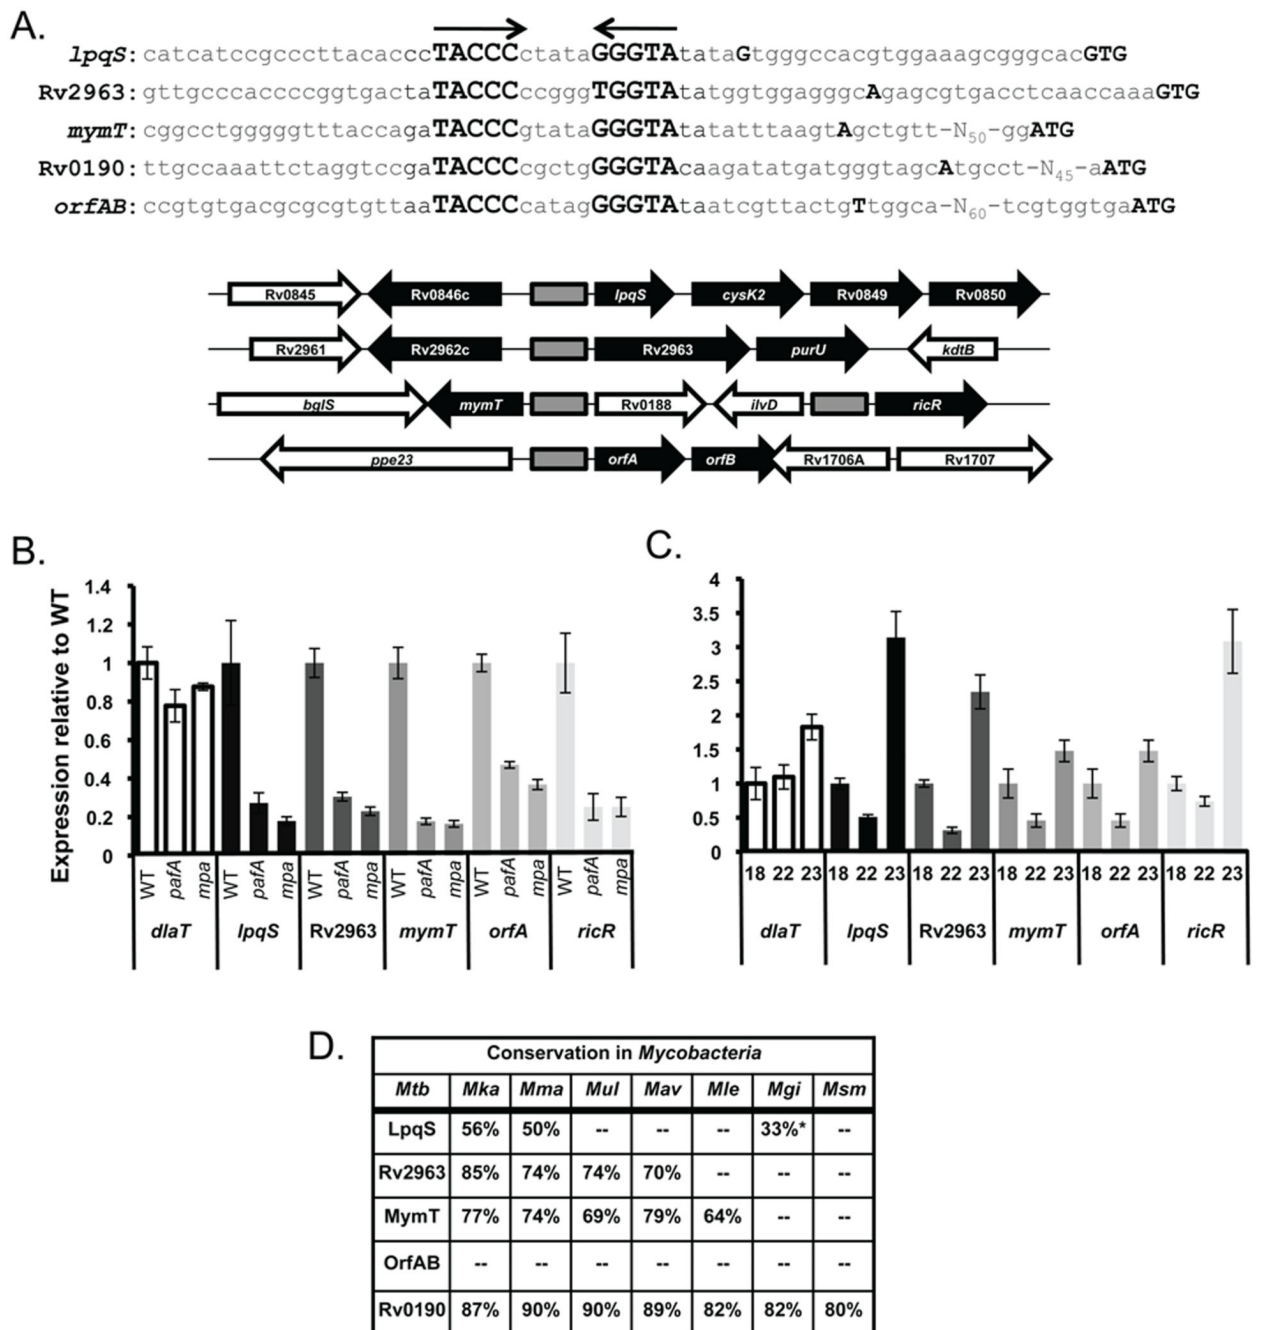 A.
lpqS: catcatccgcccttacacccTACCCctataGGGTAtataGtgggccacgtggaaagcgggcacGTG
Rv2963: gttgcccaccccggtgactaTACCCccgggTGGTAtatggtggagggcAgagcgtgacctcaaccaaaGTG
mymT: cggcctgggggtttaccagaTACCCgtataGGGTAtatatttaagtAgctgtt-N50-ggATG
Rv0190: ttgccaaattctaggtccgaTACCCcgctgGGGTAcaagatatgatgggtagcAtgcct-N45-aATG
orfAB: ccgtgtgacgcgcgtgttaaTACCCcatagGGGTAtaatcgttactgTtggca-N60-tcgtggtgaATG
Rv0845 Rv0846c lpqS cysK2 Rv0849 Rv0850
Rv2961 Rv2962c Rv2963 purU kdtB
bglS mymT Rv0188 ilvD ricR
ppe23 orfA orfB Rv1706A Rv1707
B.
Expression relative to WT
1.4
1.2
1
0.8
0.6
0.4
0.2
0
WT pafA mpa WT pafA mpa WT pafA mpa WT pafA mpa WT pafA mpa WT pafA mpa
dlaT lpqS Rv2963 mymT orfA ricR
C.
4
3.5
3
2.5
2
1.5
1
0.5
0
18 22 23 18 22 23 18 22 23 18 22 23 18 22 23 18 22 23
dlaT lpqS Rv2963 mymT orfA ricR
D.
Conservation in Mycobacteria
Mtb Mka Mma Mul Mav Mle Mgi Msm
LpqS 56% 50% -- -- -- 33%* --
Rv2963 85% 74% 74% 70% -- -- --
MymT 77% 74% 69% 79% 64% -- --
OrfAB -- -- -- -- -- -- --
Rv0190 87% 90% 90% 89% 82% 82% 80%